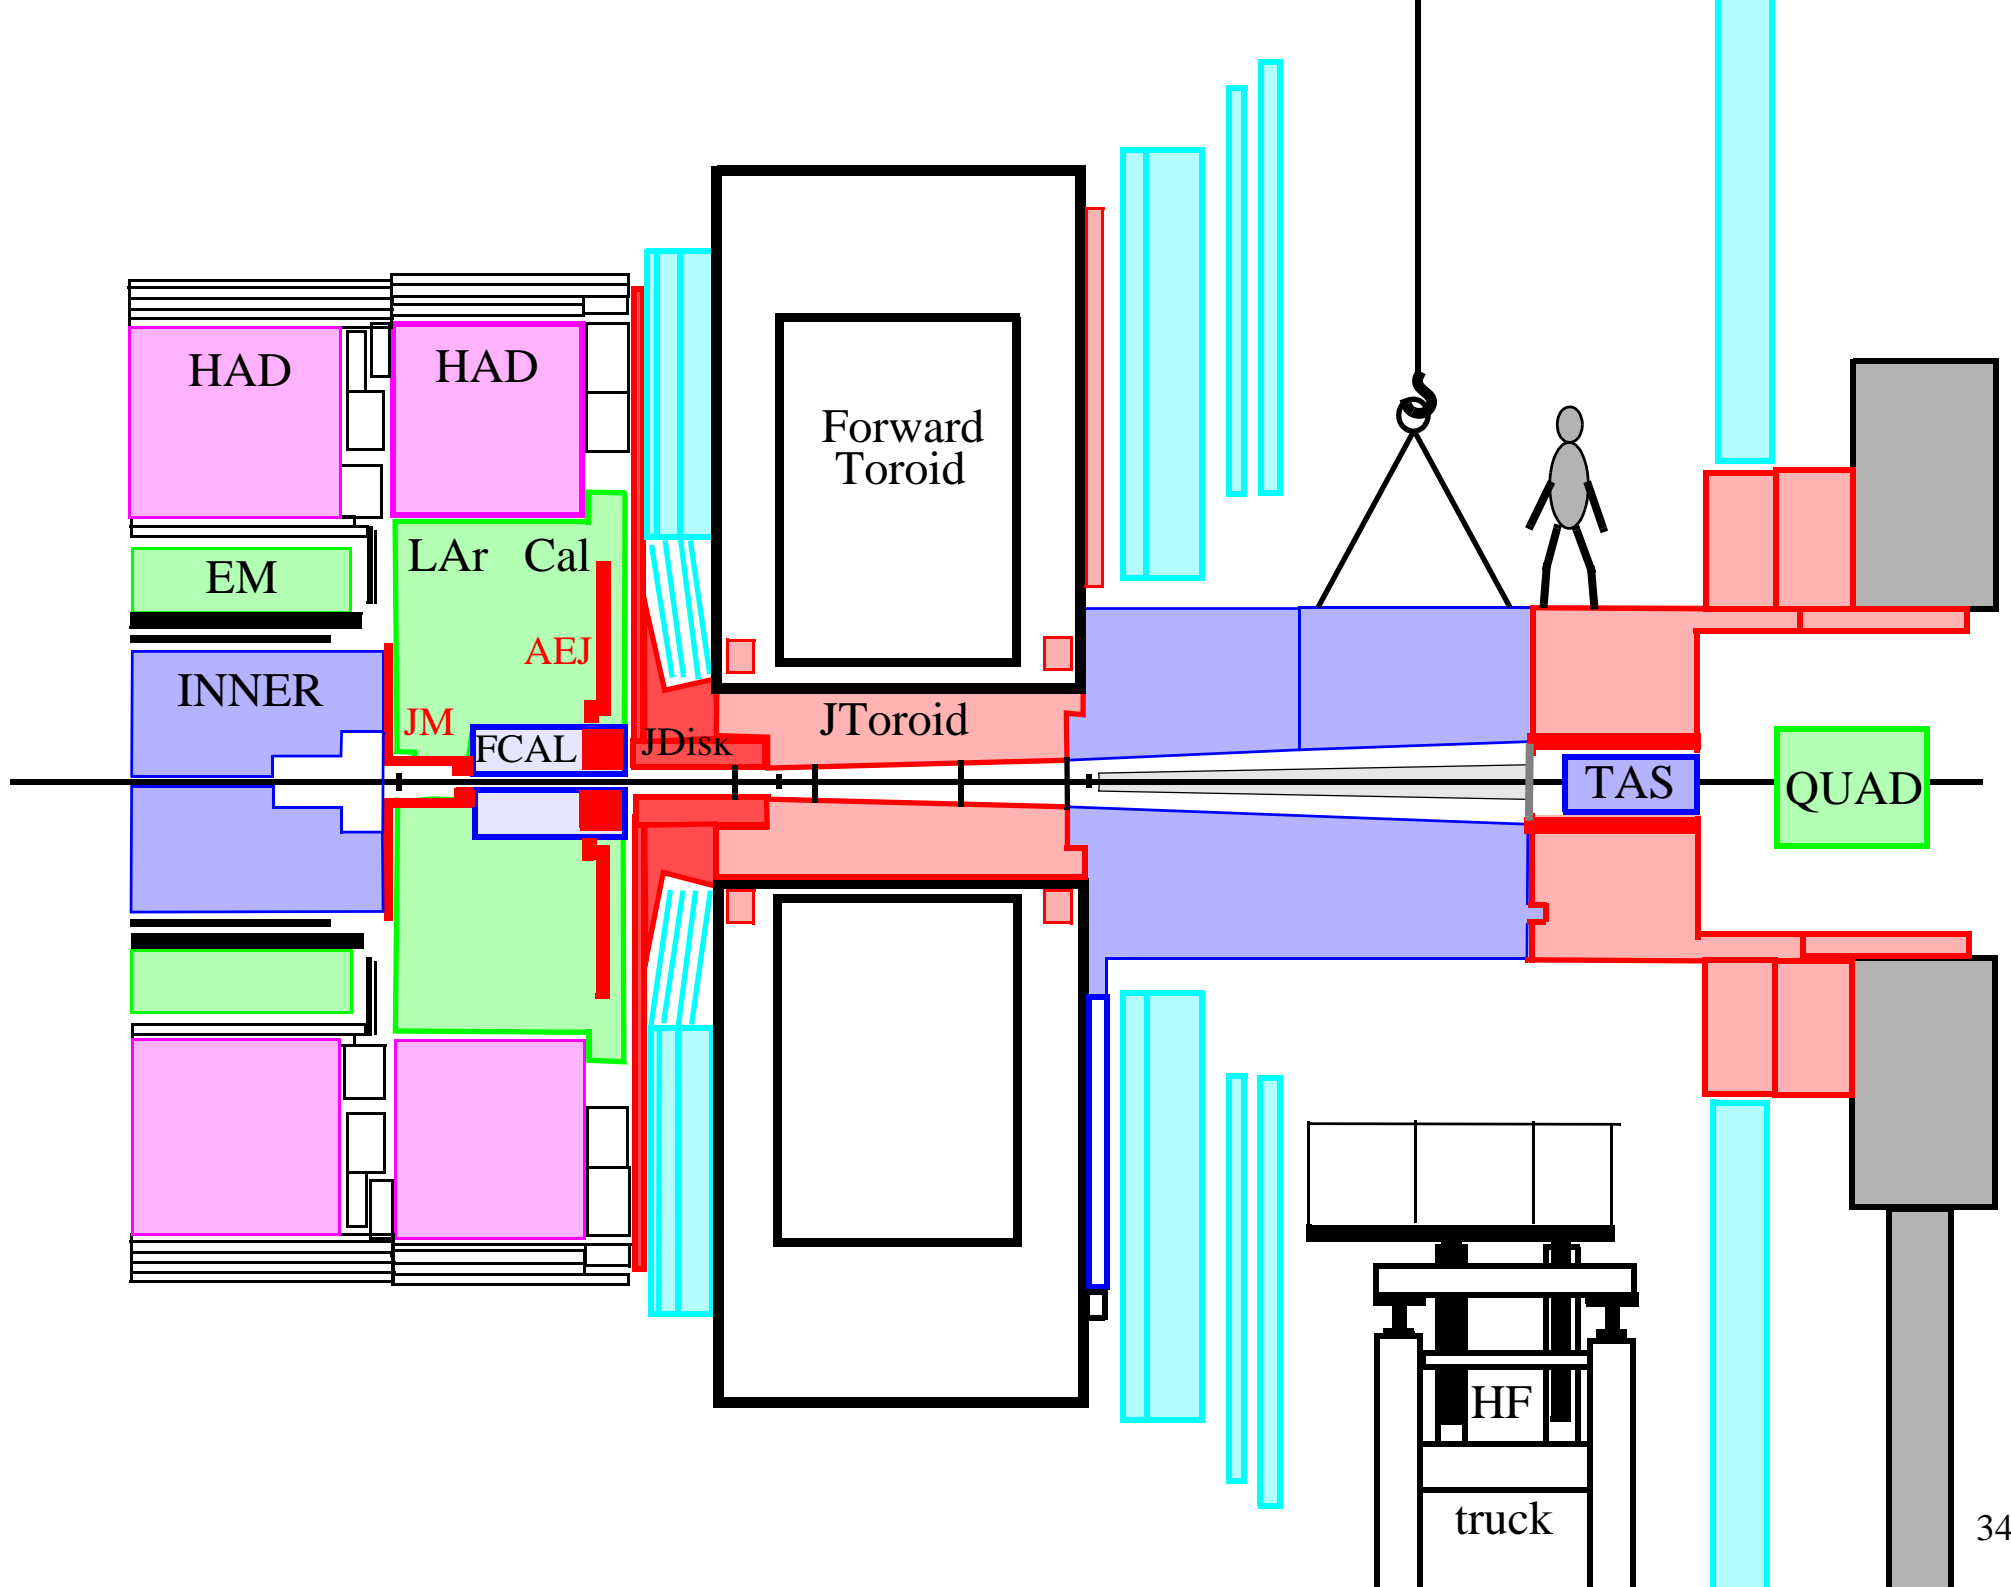 HAD
HAD
Forward
Toroid
LAr Cal
EM
AEJ
INNER
JM
JToroid
FCAL
JDisk
TAS
QUAD
HF
truck
34